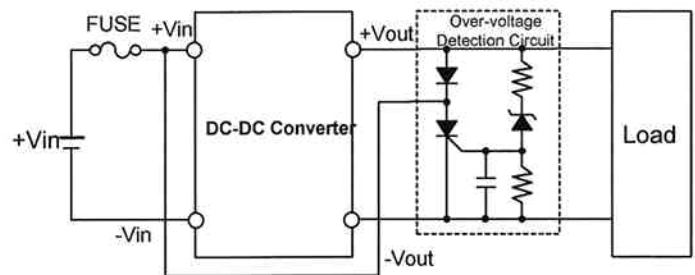 FUSE
+Vin
+Vout
Over-voltage
Detection Circuit
+Vin
DC-DC Converter
Load
-Vin
-Vout